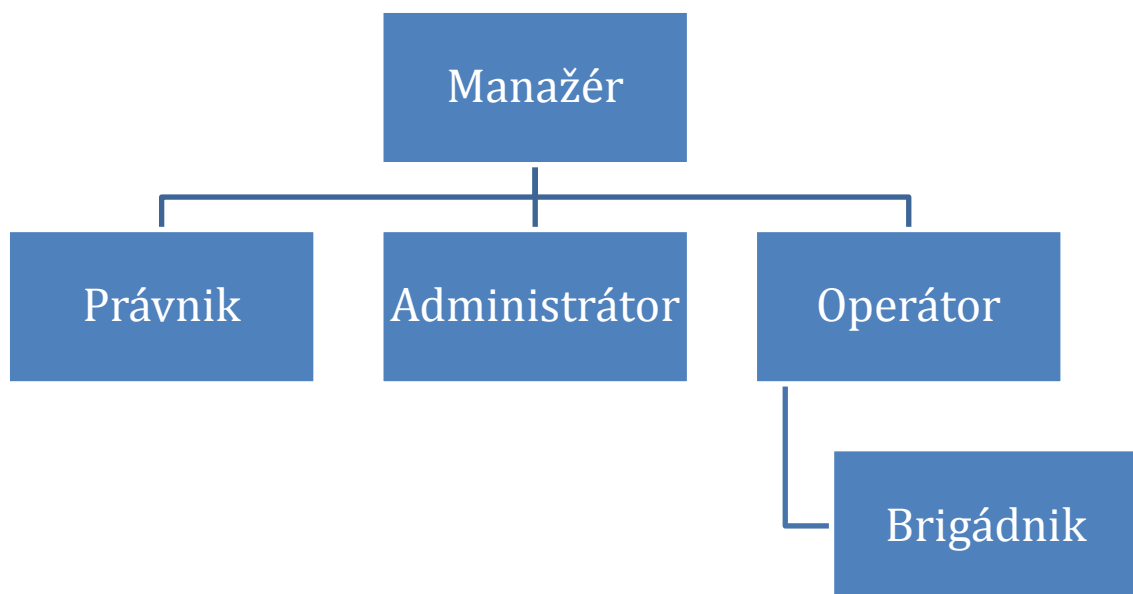 Manažér
Právnik
Administrátor
Operátor
Brigádnik